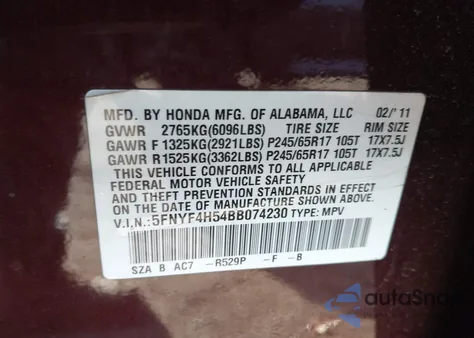 MFD. BY HONDA MFG. OF ALABAMA, LLC 02/'11
GVWR 2765KG(6096LBS) TIRE SIZE RIM SIZE
GAWR F 1325KG(2921LBS) P245/65R17 105T 17X7.5J
GAWR R 1525KG(3362LBS) P245/65R17 105T 17X7.5J
THIS VEHICLE CONFORMS TO ALL APPLICABLE
FEDERAL MOTOR VEHICLE SAFETY AND
THEFT PREVENTION STANDARDS IN EFFECT
ON THE DATE OF MANUFACTURE SHOWN ABOVE.
V.I.N.:5FNYF4H54BB074230 TYPE: MPV
SZA B AC7 -R529P -F -B